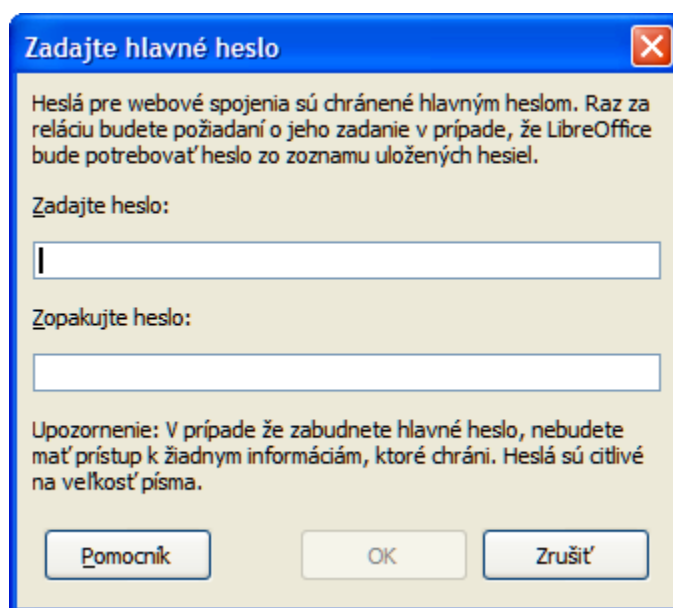 Zadajte hlavné heslo
Heslá pre webové spojenia sú chránené hlavným heslom. Raz za
reláciu budete požiadaní o jeho zadanie v prípade, že LibreOffice
bude potrebovať heslo zo zoznamu uložených hesiel.
Zadajte heslo:
Zopakujte heslo:
Upozornenie: V prípade že zabudnete hlavné heslo, nebudete
mať prístup k žiadnym informáciám, ktoré chráni. Heslá sú citlivé
na veľkosť písma.
Pomocník OK Zrušiť